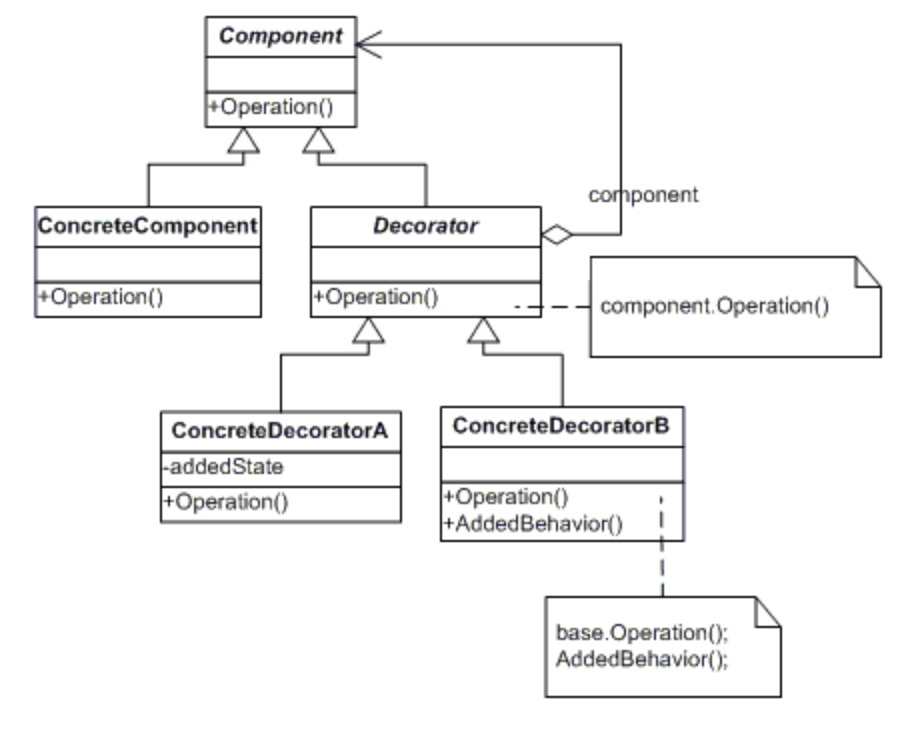 Component
+Operation()
component
ConcreteComponent
+Operation()
Decorator
+Operation()
component.Operation()
ConcreteDecoratorA
-addedState
+Operation()
ConcreteDecoratorB
+Operation()
+AddedBehavior()
base.Operation();
AddedBehavior();